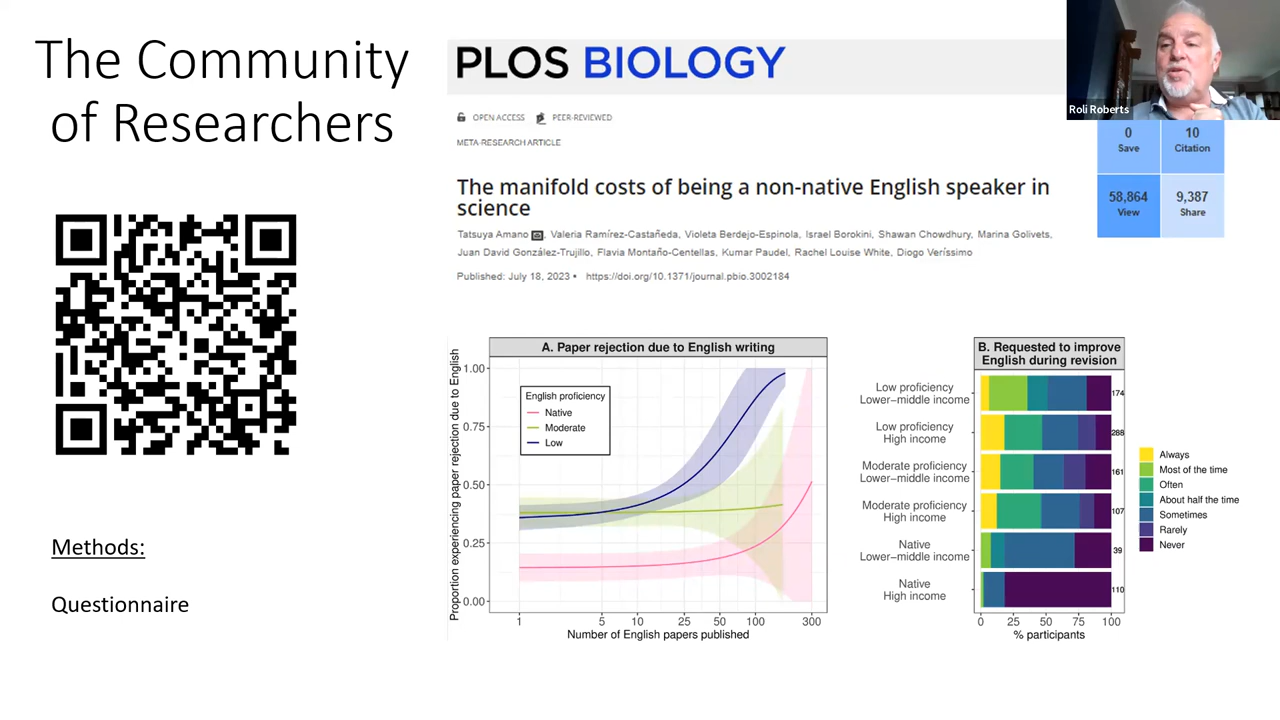 The Community
of Researchers
PLOS BIOLOGY
OPEN ACCESS PEER-REVIEWED
META-RESEARCH ARTICLE
The manifold costs of being a non-native English speaker in
science
Tatsuya Amano, Valeria Ramírez-Castañeda, Violeta Berdejo-Espinola, Israel Borokini, Shawan Chowdhury, Marina Golivets,
Juan David González-Trujillo, Flavia Montaño-Centellas, Kumar Paudel, Rachel Louise White, Diogo Veríssimo
Published: July 18, 2023 • https://doi.org/10.1371/journal.pbio.3002184
Roli Roberts
0
Save
10
Citation
58,864
View
9,387
Share
Methods:
Questionnaire
A. Paper rejection due to English writing
Proportion experiencing paper rejection due to English
1.00
0.75
0.50
0.25
0.00
English proficiency
Native
Moderate
Low
1 5 10 25 50 100 300
Number of English papers published
B. Requested to improve
English during revision
Low proficiency
Lower−middle income
174
Low proficiency
High income
288
Moderate proficiency
Lower−middle income
161
Moderate proficiency
High income
107
Native
Lower−middle income
39
Native
High income
110
0 25 50 75 100
% participants
Always
Most of the time
Often
About half the time
Sometimes
Rarely
Never